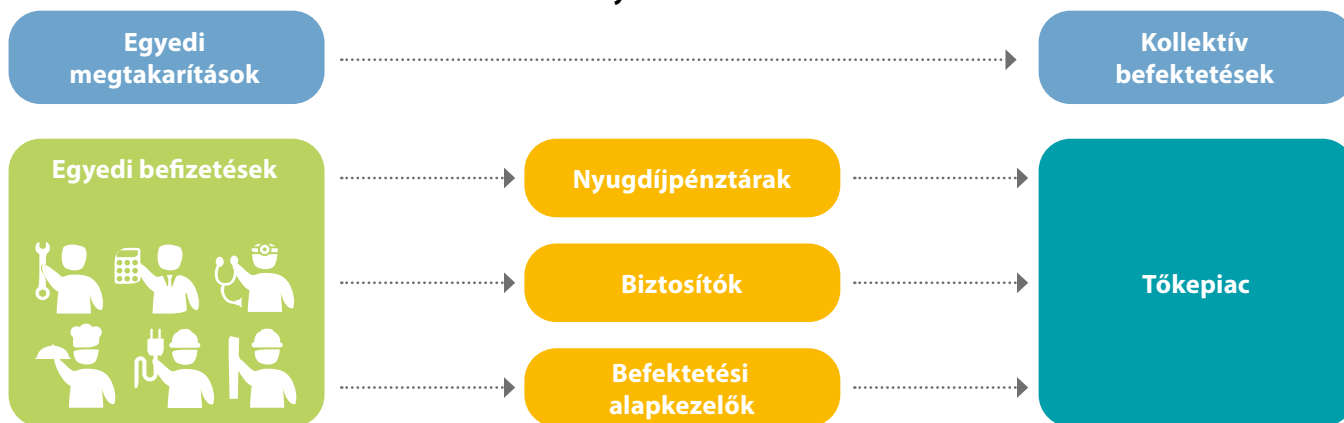 Egyedi
megtakarítások
Kollektív
befektetések
Egyedi befizetések
Nyugdíjpénztárak
Biztosítók
Tőkepiac
Befektetési
alapkezelők